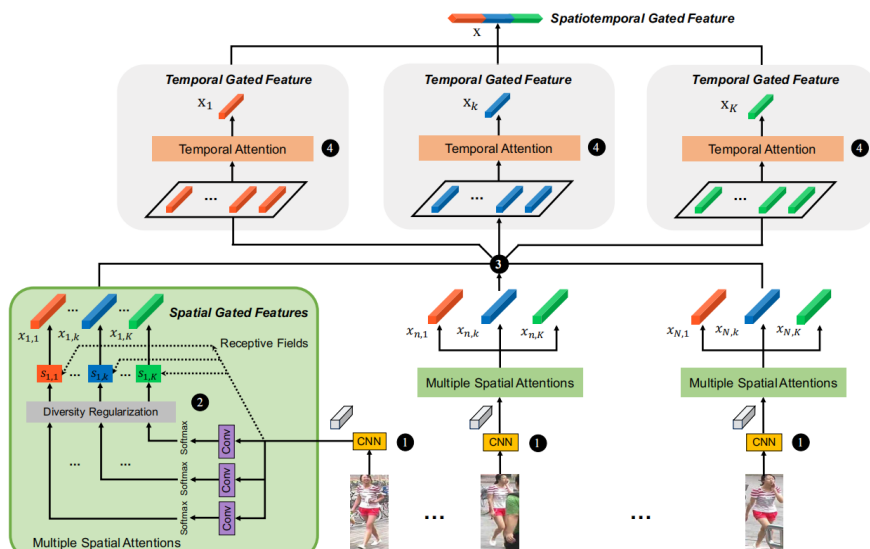 x
Spatiotemporal Gated Feature
Temporal Gated Feature
Temporal Gated Feature
Temporal Gated Feature
x1
xk
xK
Temporal Attention
4
Temporal Attention
4
Temporal Attention
4
...
...
...
3
Spatial Gated Features
... ...
x1,1
x1,k
x1,K
xn,1
xn,k
xn,K
xN,1
xN,k
xN,K
Receptive Fields
s1,1
...
s1,k
...
s1,K
Multiple Spatial Attentions
Multiple Spatial Attentions
Diversity Regularization
2
Softmax
Conv
CNN
1
CNN
1
CNN
1
... ...
Softmax
Conv
Softmax
Conv
...
...
Multiple Spatial Attentions